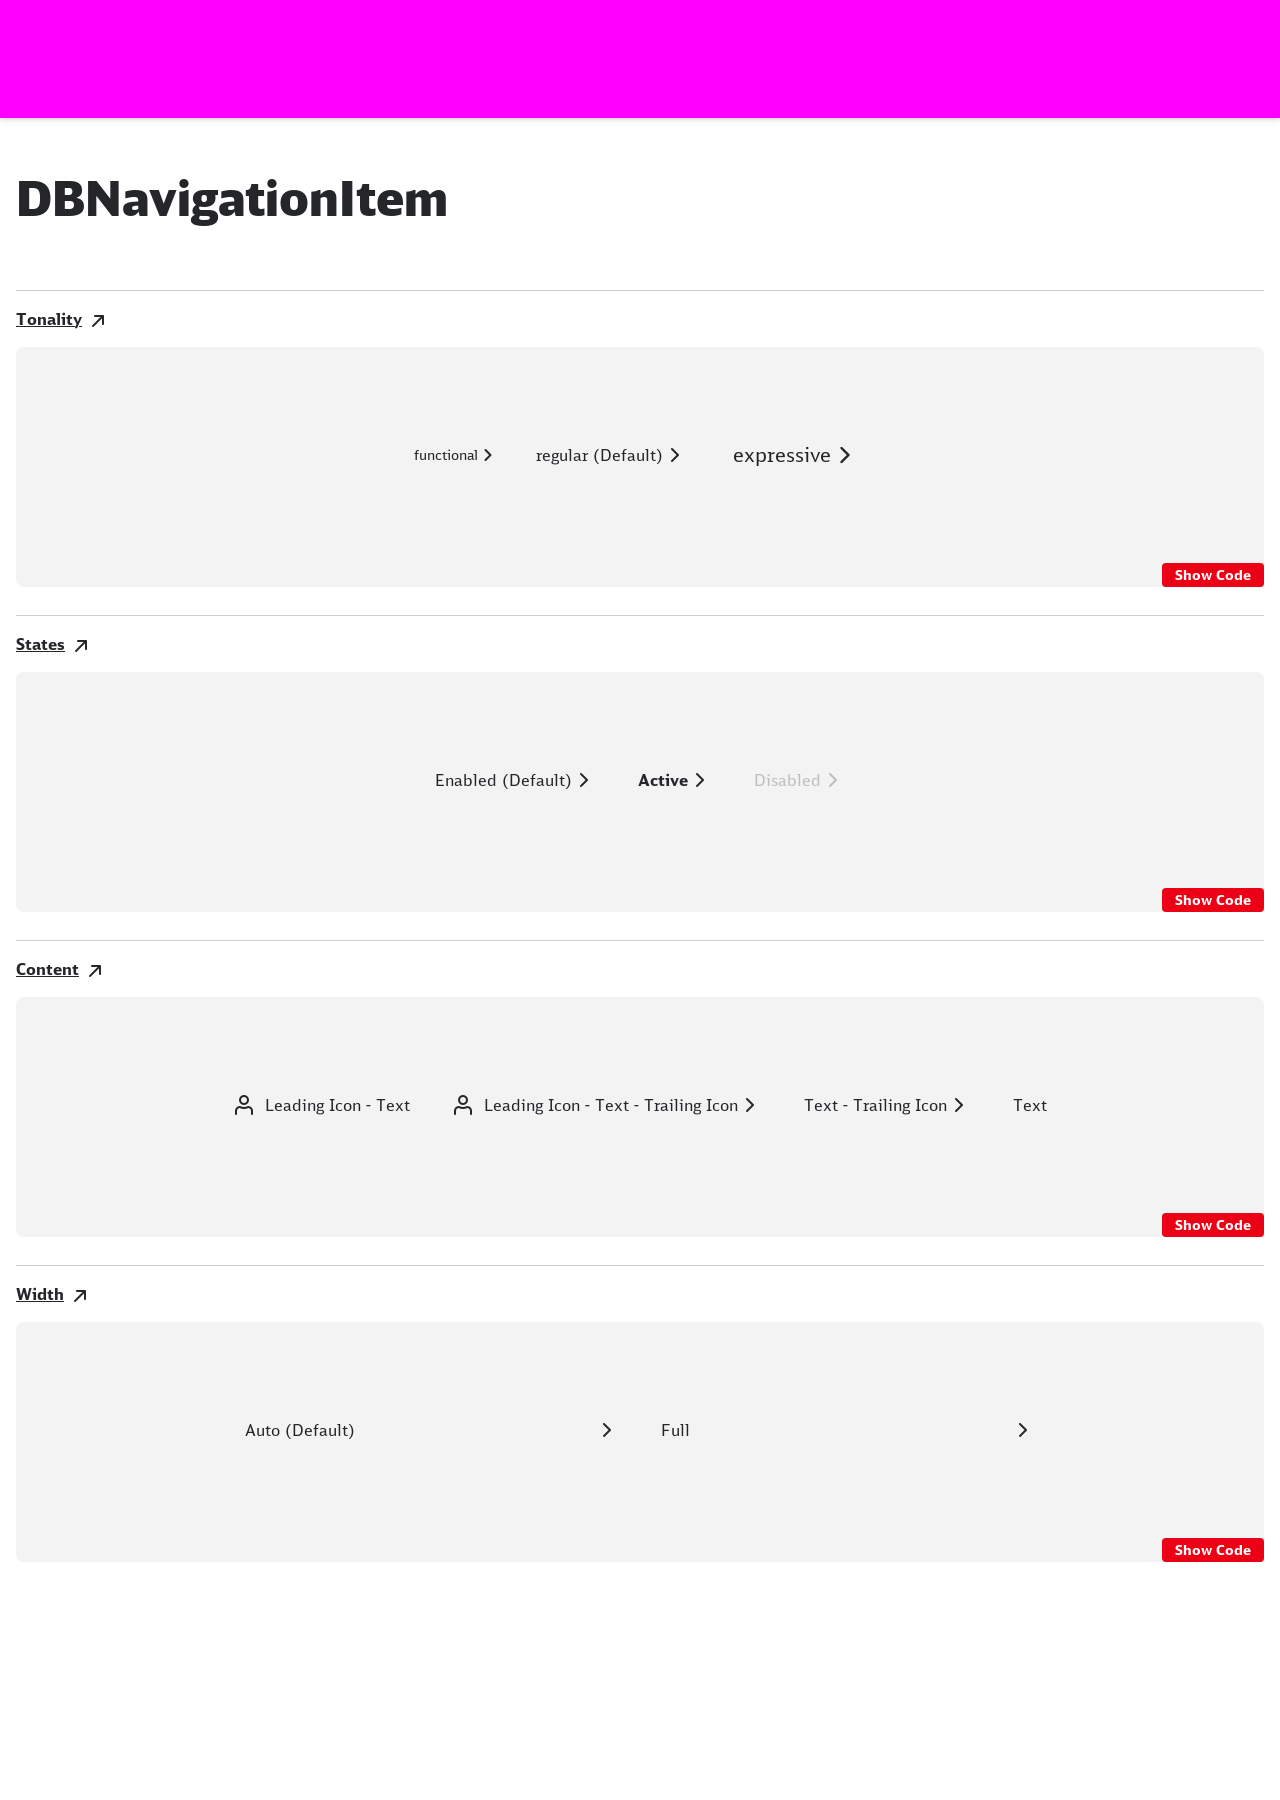 DBNavigationItem
Tonality
functional regular (Default) expressive
Show Code
States
Enabled (Default) Active Disabled
Show Code
Content
Leading Icon - Text Leading Icon - Text - Trailing Icon Text - Trailing Icon Text
Show Code
Width
Auto (Default) Full
Show Code